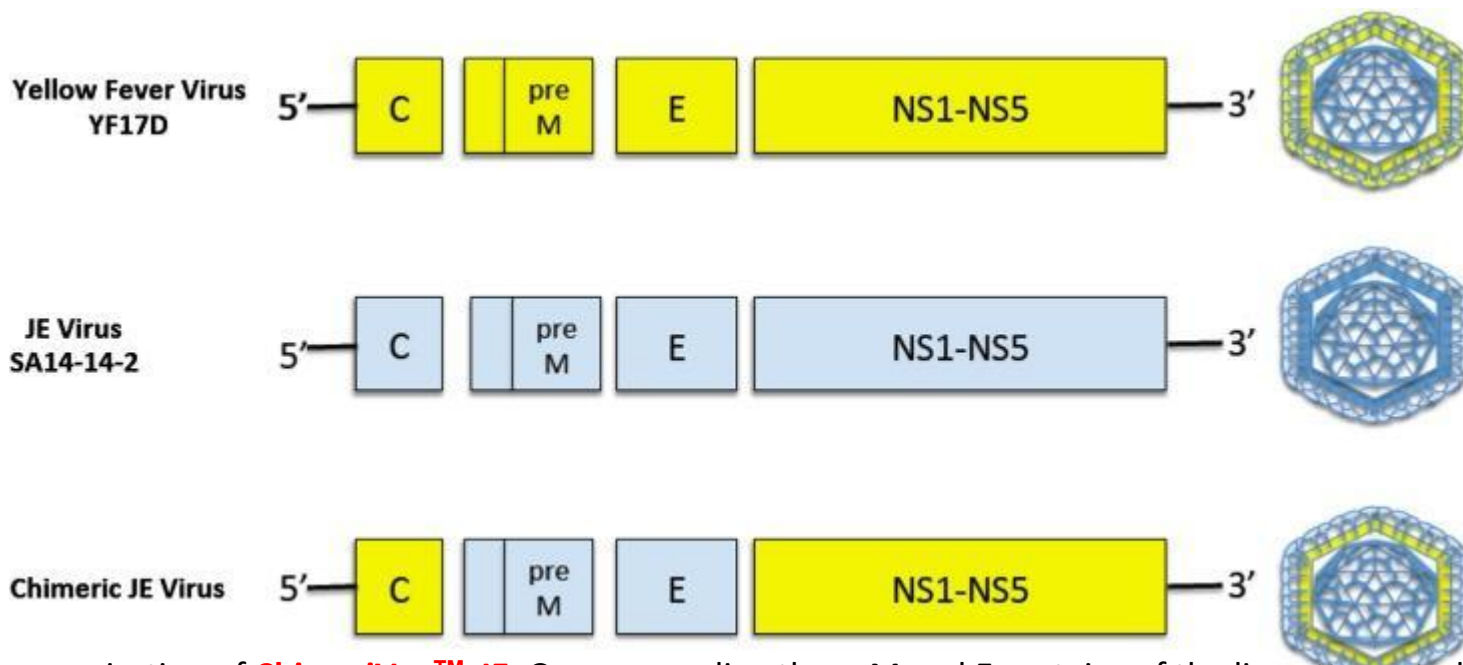 Yellow Fever Virus
YF17D
5’
C
pre
M
E
NS1-NS5
3’
JE Virus
SA14-14-2
5’
C
pre
M
E
NS1-NS5
3’
Chimeric JE Virus
5’
C
pre
M
E
NS1-NS5
3’